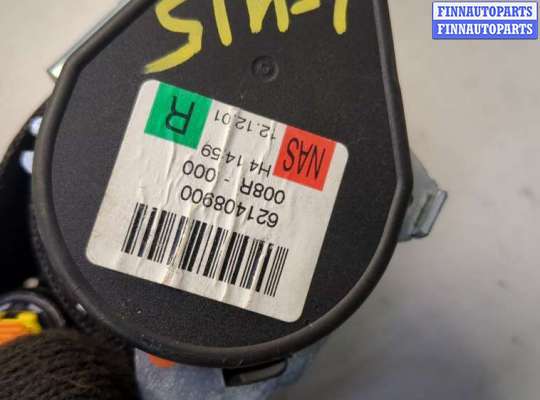 FINNAUTOPARTS
FINNAUTOPARTS
621408900
008R - 000
NAS
H4 14:59
12.12.01
R